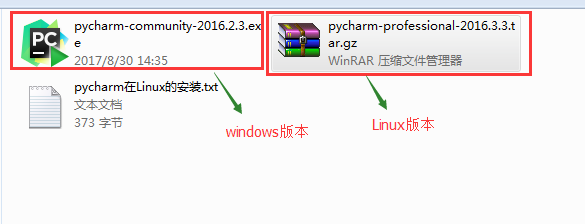 pycharm-community-2016.2.3.ex
e
2017/8/30 14:35
pycharm-professional-2016.3.3.t
ar.gz
WinRAR 压缩文件管理器
pycharm在Linux的安装.txt
文本文档
373 字节
windows版本
Linux版本
PC